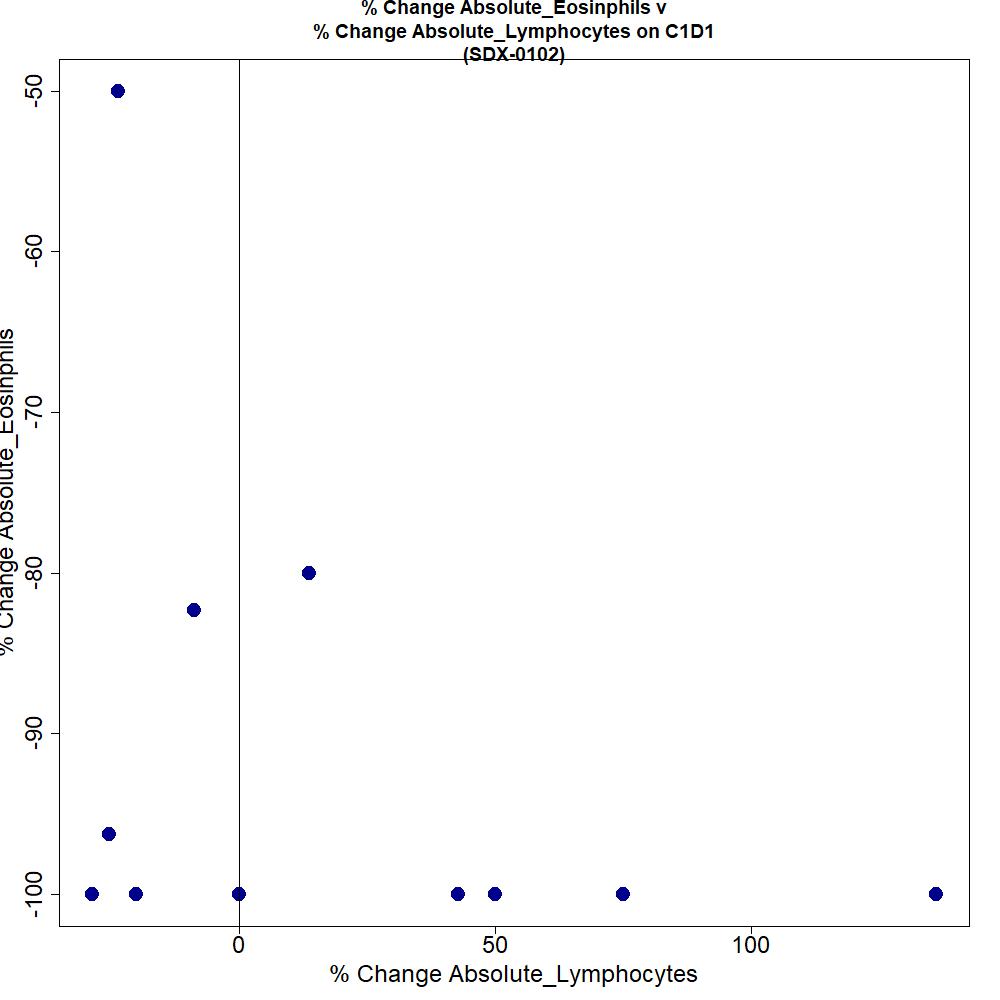 % Change Absolute_Eosinphils v
% Change Absolute_Lymphocytes on C1D1
(SDX-0102)
% Change Absolute_Eosinphils
-50
-60
-70
-80
-90
-100
0
50
100
% Change Absolute_Lymphocytes